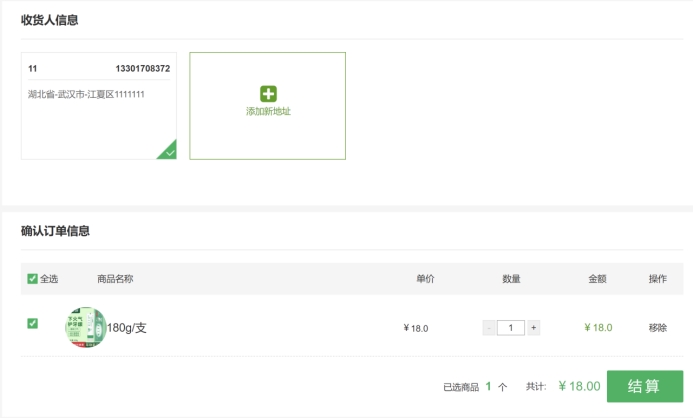 收货人信息
11 13301708372
湖北省-武汉市-江夏区1111111
添加新地址
确认订单信息
全选 商品名称 单价 数量 金额 操作
180g/支 ¥ 18.0 - 1 + ¥ 18.0 移除
已选商品 1 个 共计: ¥ 18.00 结算